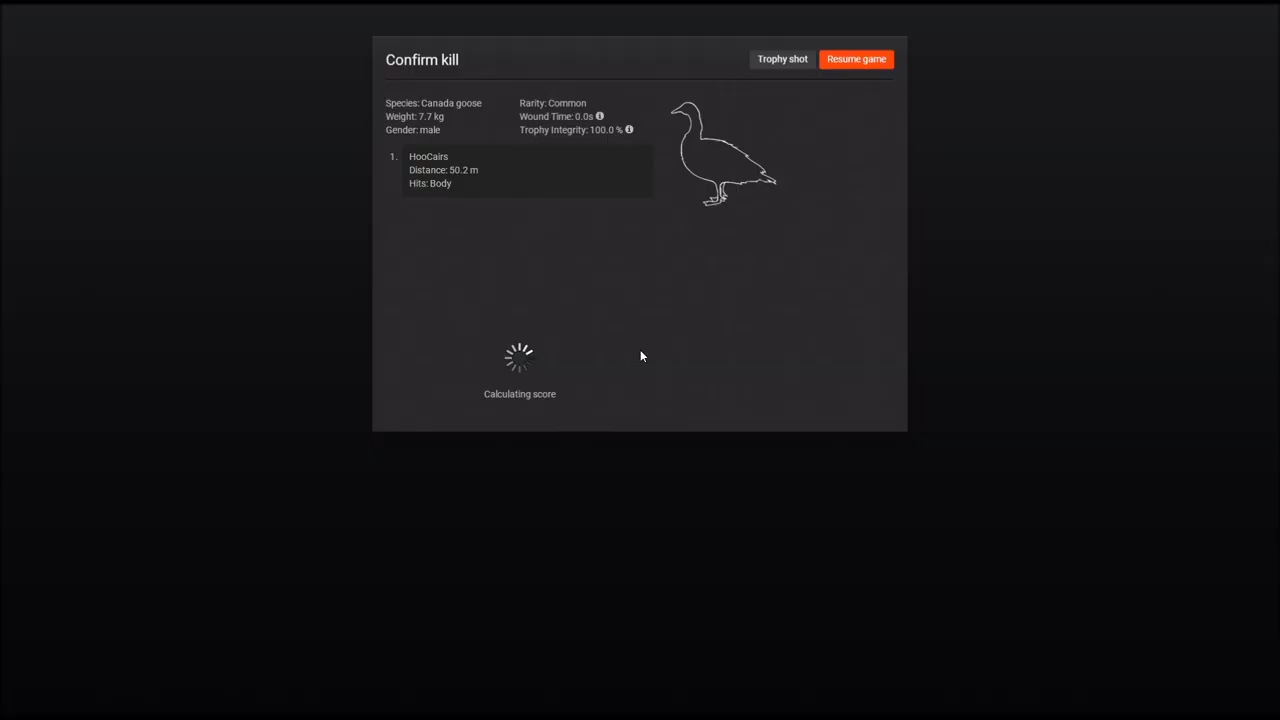 Confirm kill
Trophy shot
Resume game
Species: Canada goose
Weight: 7.7 kg
Gender: male
Rarity: Common
Wound Time: 0.0s
Trophy Integrity: 100.0 %
1.
HooCairs
Distance: 50.2 m
Hits: Body
Calculating score